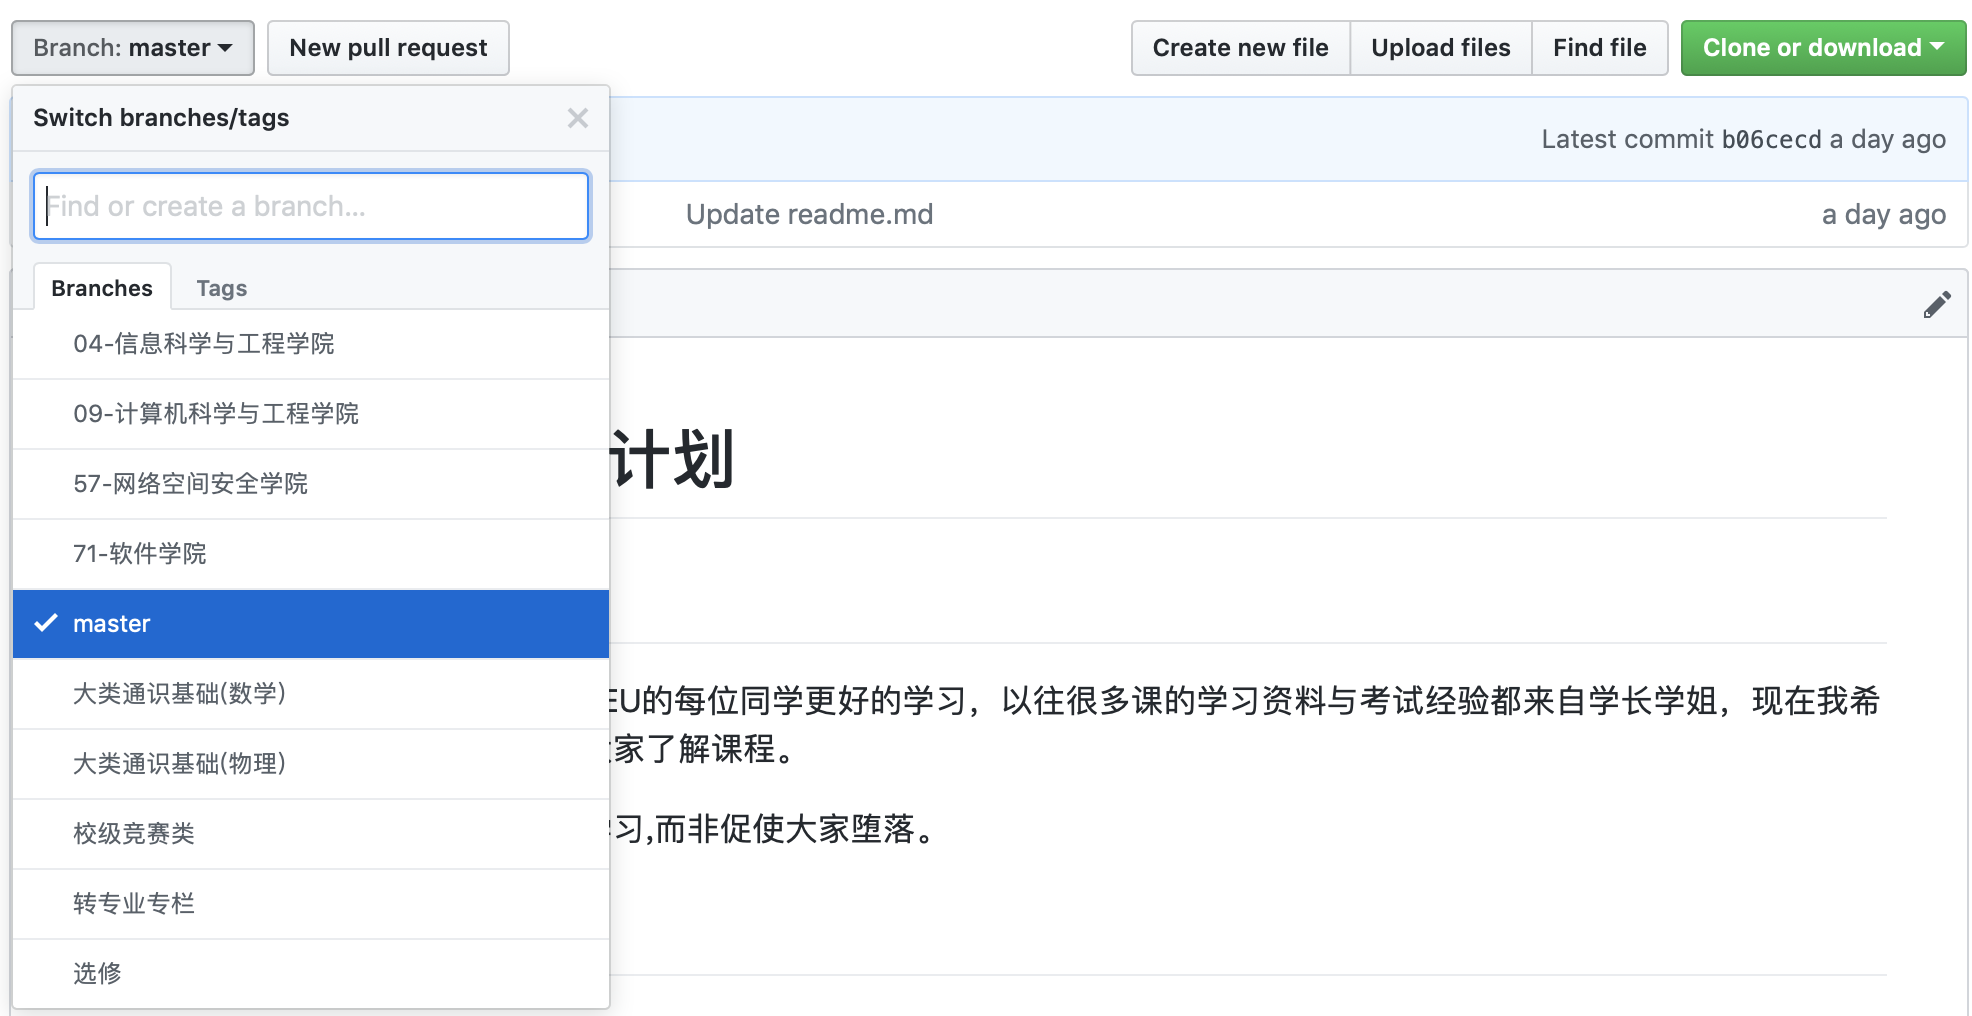 Branch: master
New pull request
Create new file
Upload files
Find file
Clone or download
Switch branches/tags
Latest commit b06cecd a day ago
Find or create a branch...
Update readme.md
a day ago
Branches
Tags
04-信息科学与工程学院
09-计算机科学与工程学院
计划
57-网络空间安全学院
71-软件学院
master
大类通识基础(数学)
EU的每位同学更好的学习，以往很多课的学习资料与考试经验都来自学长学姐，现在我希
家了解课程。
大类通识基础(物理)
校级竞赛类
习,而非促使大家堕落。
转专业专栏
选修